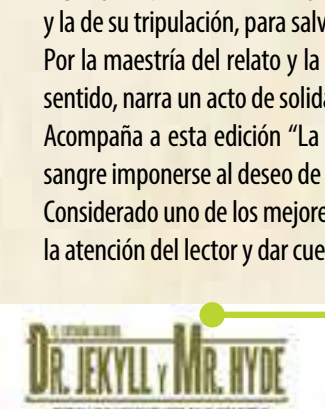 y la de su tripulación, para salv
Por la maestría del relato y la
sentido, narra un acto de solida
Acompaña a esta edición “La
sangre imponerse al deseo de
Considerado uno de los mejore
la atención del lector y dar cue
DR. JEKYLL Y MR. HYDE